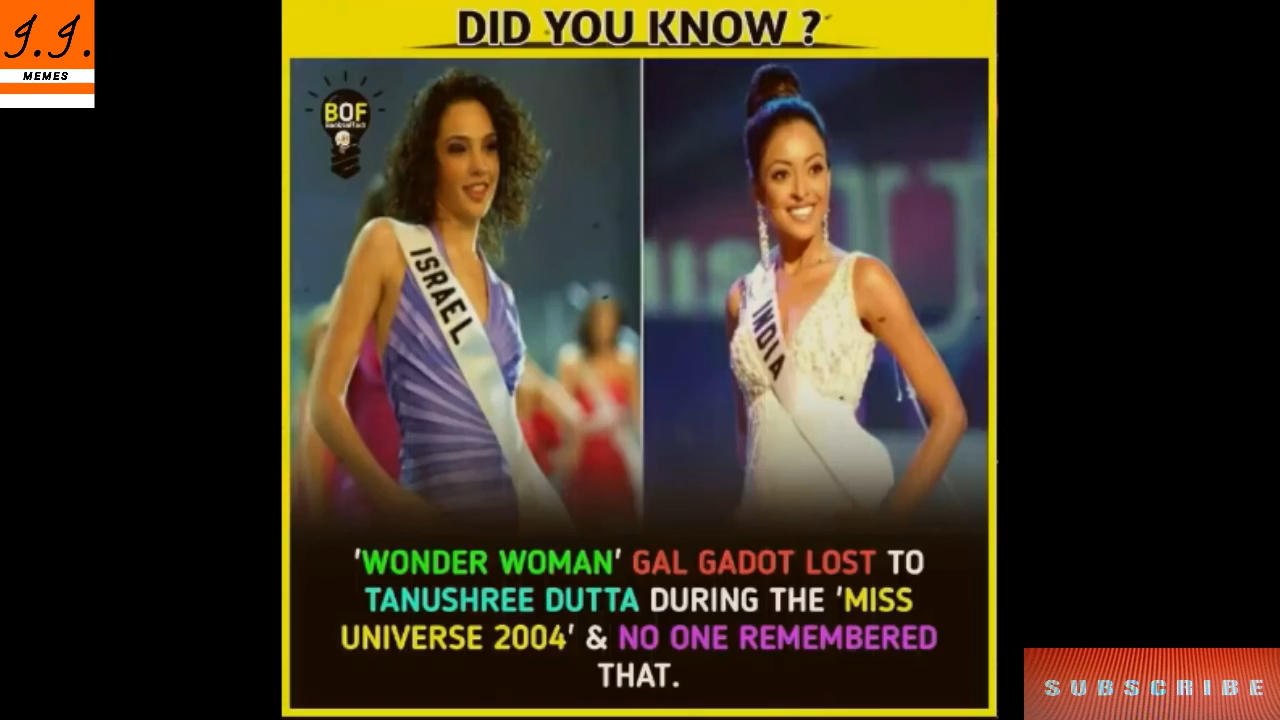 J.J.
MEMES
DID YOU KNOW ?
BOF
ISRAEL
INDIA
'WONDER WOMAN' GAL GADOT LOST TO
TANUSHREE DUTTA DURING THE 'MISS
UNIVERSE 2004' & NO ONE REMEMBERED
THAT.
SUBSCRIBE